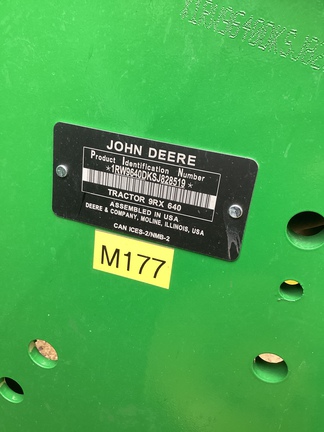 JOHN DEERE
Product Identification Number
*1RW9640DKSJ828519*
TRACTOR 9RX 640
ASSEMBLED IN USA
DEERE & COMPANY, MOLINE, ILLINOIS, USA
CAN ICES-2/NMB-2
M177